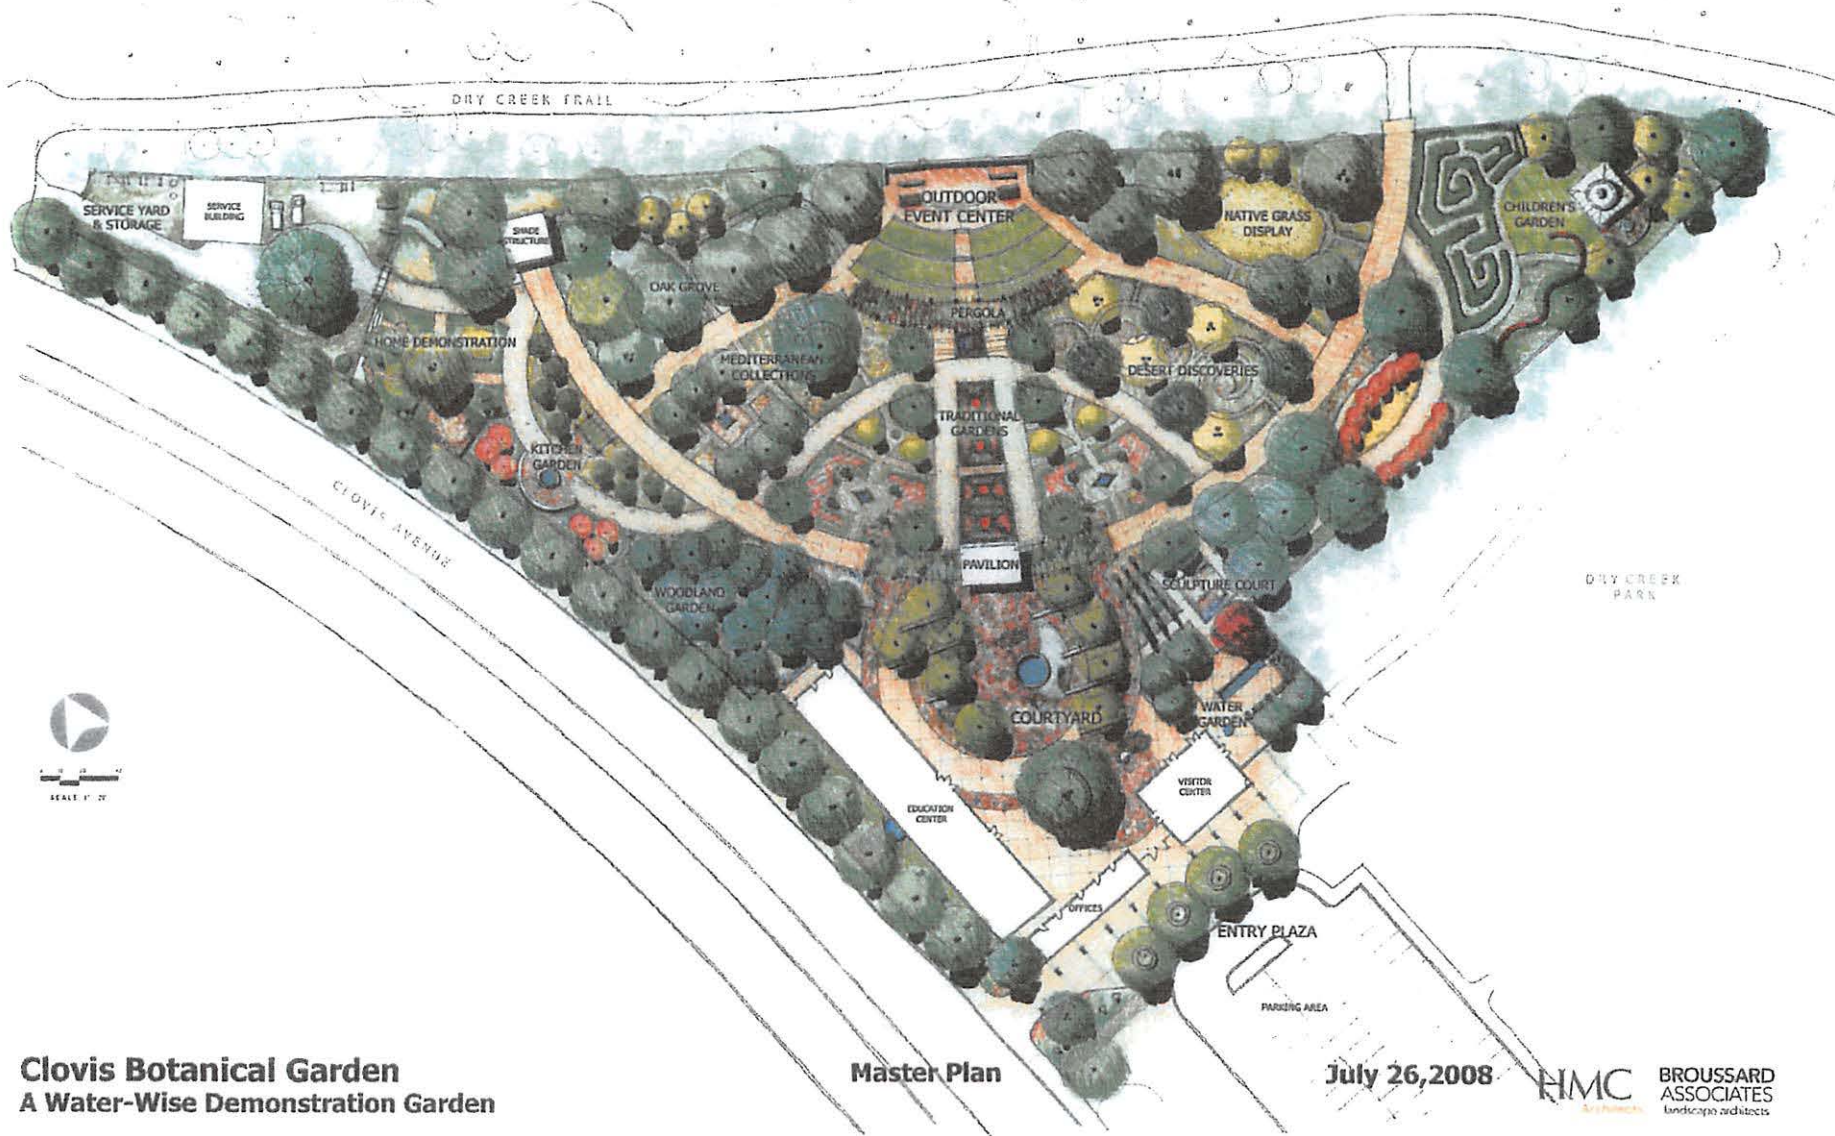 DRY CREEK TRAIL
SERVICE YARD
& STORAGE
SERVICE
BUILDING
SHADE
STRUCTURE
OUTDOOR
EVENT CENTER
NATIVE GRASS
DISPLAY
CHILDREN'S
GARDEN
OAK GROVE
PERGOLA
HOME DEMONSTRATION
MEDITERRANEAN
COLLECTIONS
DESERT DISCOVERIES
TRADITIONAL
GARDENS
KITCHEN
GARDEN
CLOVIS AVENUE
PAVILION
WOODLAND
GARDEN
SCULPTURE COURT
DRY CREEK
PARK
COURTYARD
WATER
GARDEN
VISITOR
CENTER
EDUCATION
CENTER
OFFICES
ENTRY PLAZA
PARKING AREA
Clovis Botanical Garden
A Water-Wise Demonstration Garden
Master Plan
July 26,2008
HMC
Architects
BROUSSARD
ASSOCIATES
landscape architects